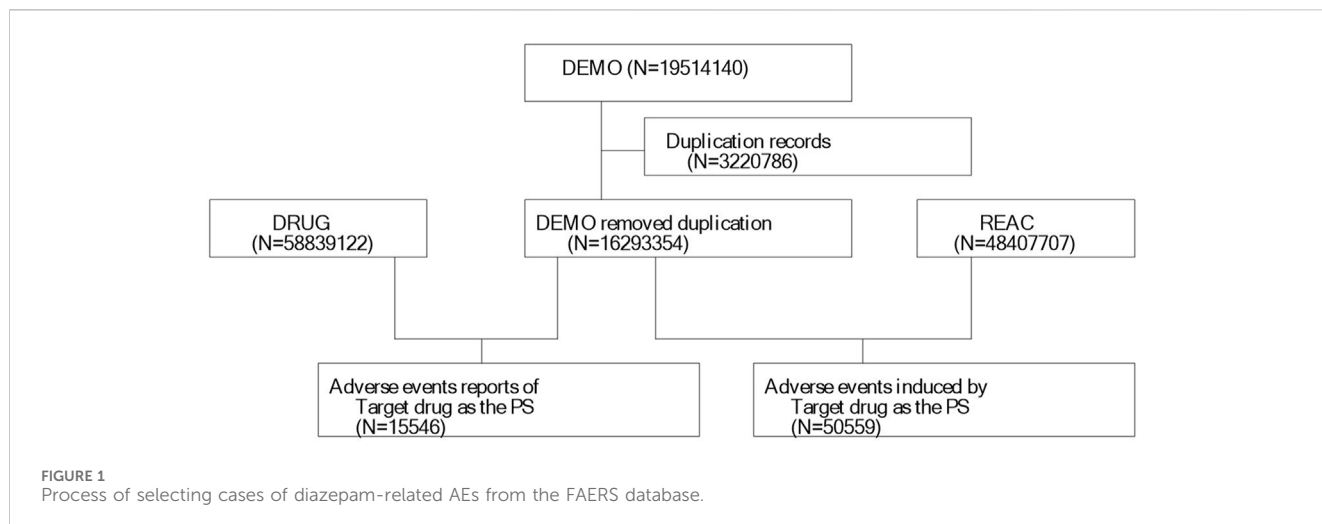 DEMO (N=19514140)
Duplication records
(N=3220786)
DRUG
(N=58839122)
DEMO removed duplication
(N=16293354)
REAC
(N=48407707)
Adverse events reports of
Target drug as the PS
(N=15546)
Adverse events induced by
Target drug as the PS
(N=50559)
FIGURE 1
Process of selecting cases of diazepam-related AEs from the FAERS database.